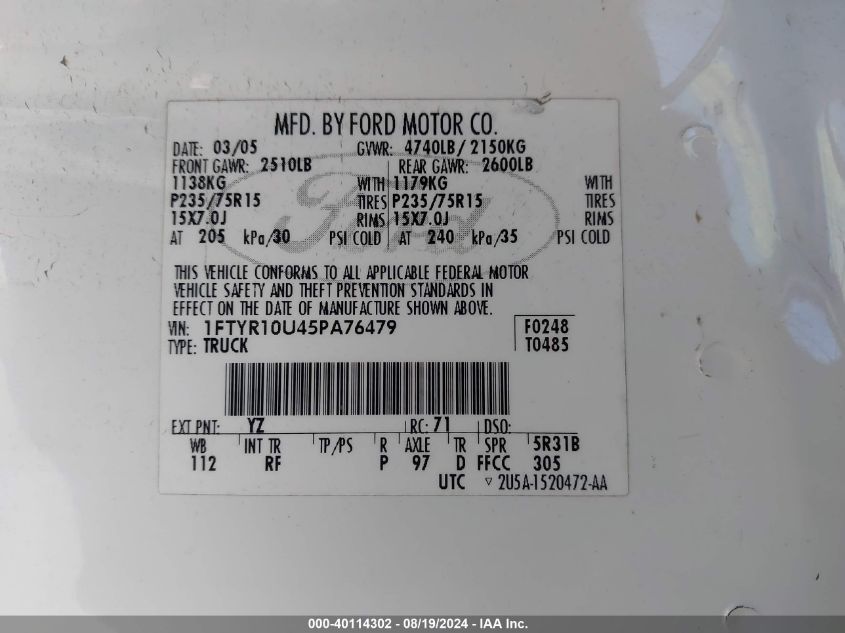 MFD. BY FORD MOTOR CO.
DATE: 03/05 GVWR: 4740LB/ 2150KG
FRONT GAWR: 2510LB REAR GAWR: 2600LB
1138KG WITH 1179KG WITH
P235/75R15 TIRES P235/75R15 TIRES
15X7.0J RIMS 15X7.0J RIMS
AT 205 kPa/30 PSI COLD AT 240 kPa/35 PSI COLD
Ford
THIS VEHICLE CONFORMS TO ALL APPLICABLE FEDERAL MOTOR
VEHICLE SAFETY AND THEFT PREVENTION STANDARDS IN
EFFECT ON THE DATE OF MANUFACTURE SHOWN ABOVE.
VIN: 1FTYR10U45PA76479 F0248
TYPE: TRUCK T0485
EXT PNT: YZ RC: 71 DSO:
WB INT TR TP/PS R AXLE TR SPR 5R31B
112 RF P 97 D FFCC 305
UTC ▽ 2U5A-1520472-AA
000-40114302 - 08/19/2024 - IAA Inc.